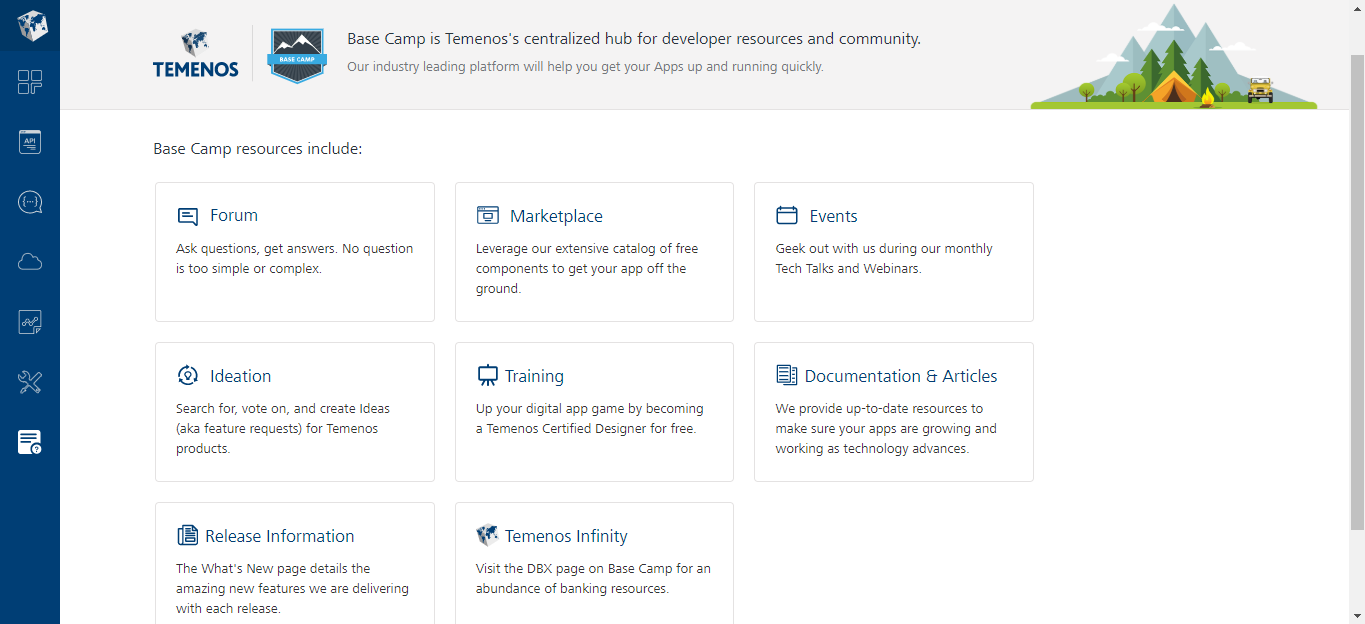 TEMENOS
BASE CAMP
Base Camp is Temenos's centralized hub for developer resources and community.
Our industry leading platform will help you get your Apps up and running quickly.
API
{...}
Base Camp resources include:
Forum
Ask questions, get answers. No question
is too simple or complex.
Marketplace
Leverage our extensive catalog of free
components to get your app off the
ground.
Events
Geek out with us during our monthly
Tech Talks and Webinars.
Ideation
Search for, vote on, and create Ideas
(aka feature requests) for Temenos
products.
Training
Up your digital app game by becoming
a Temenos Certified Designer for free.
Documentation & Articles
We provide up-to-date resources to
make sure your apps are growing and
working as technology advances.
Release Information
The What's New page details the
amazing new features we are delivering
with each release.
Temenos Infinity
Visit the DBX page on Base Camp for an
abundance of banking resources.